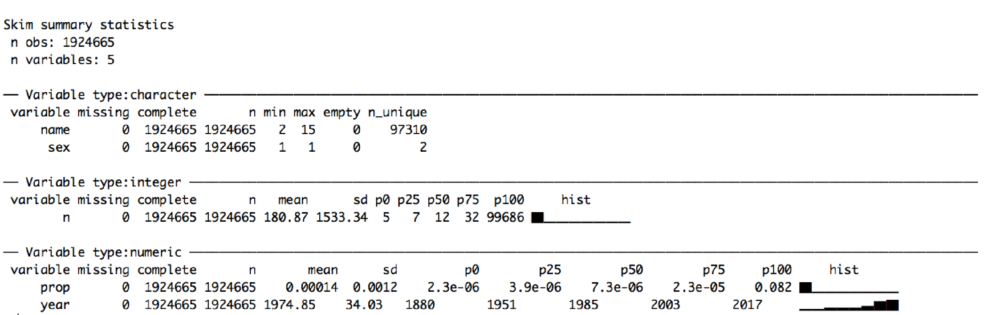 Skim summary statistics
n obs: 1924665
n variables: 5
── Variable type:character ──────────
variable missing complete n min max empty n_unique
name 0 1924665 1924665 2 15 0 97310
sex 0 1924665 1924665 1 1 0 2
── Variable type:integer ──────────
variable missing complete n mean sd p0 p25 p50 p75 p100 hist
n 0 1924665 1924665 180.87 1533.34 5 7 12 32 99686 ▇▁▁▁▁▁▁▁
── Variable type:numeric ──────────
variable missing complete n mean sd p0 p25 p50 p75 p100 hist
prop 0 1924665 1924665 0.00014 0.0012 2.3e-06 3.9e-06 7.3e-06 2.3e-05 0.082 ▇▁▁▁▁▁▁▁
year 0 1924665 1924665 1974.85 34.03 1880 1951 1985 2003 2017 ▁▁▂▂▂▃▇▇